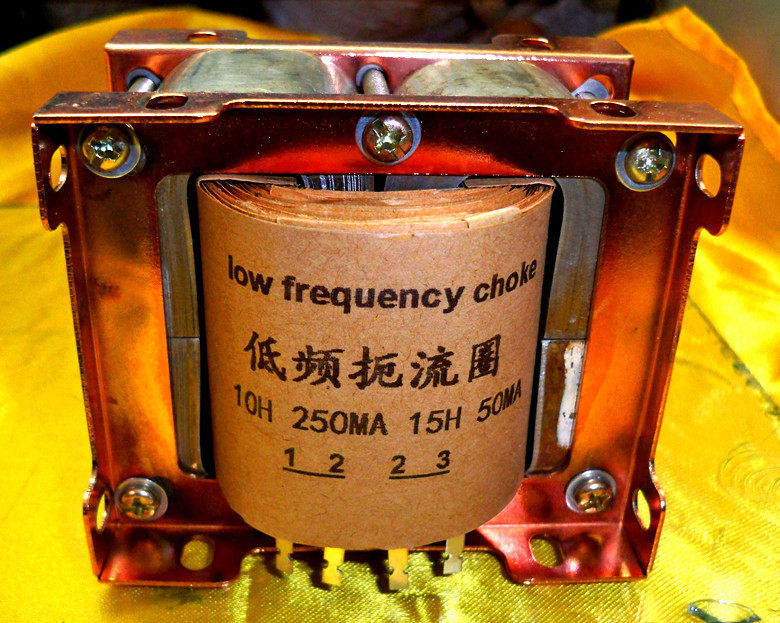 low frequency choke
低频扼流圈
10H 250MA 15H 50MA
1 2 2 3